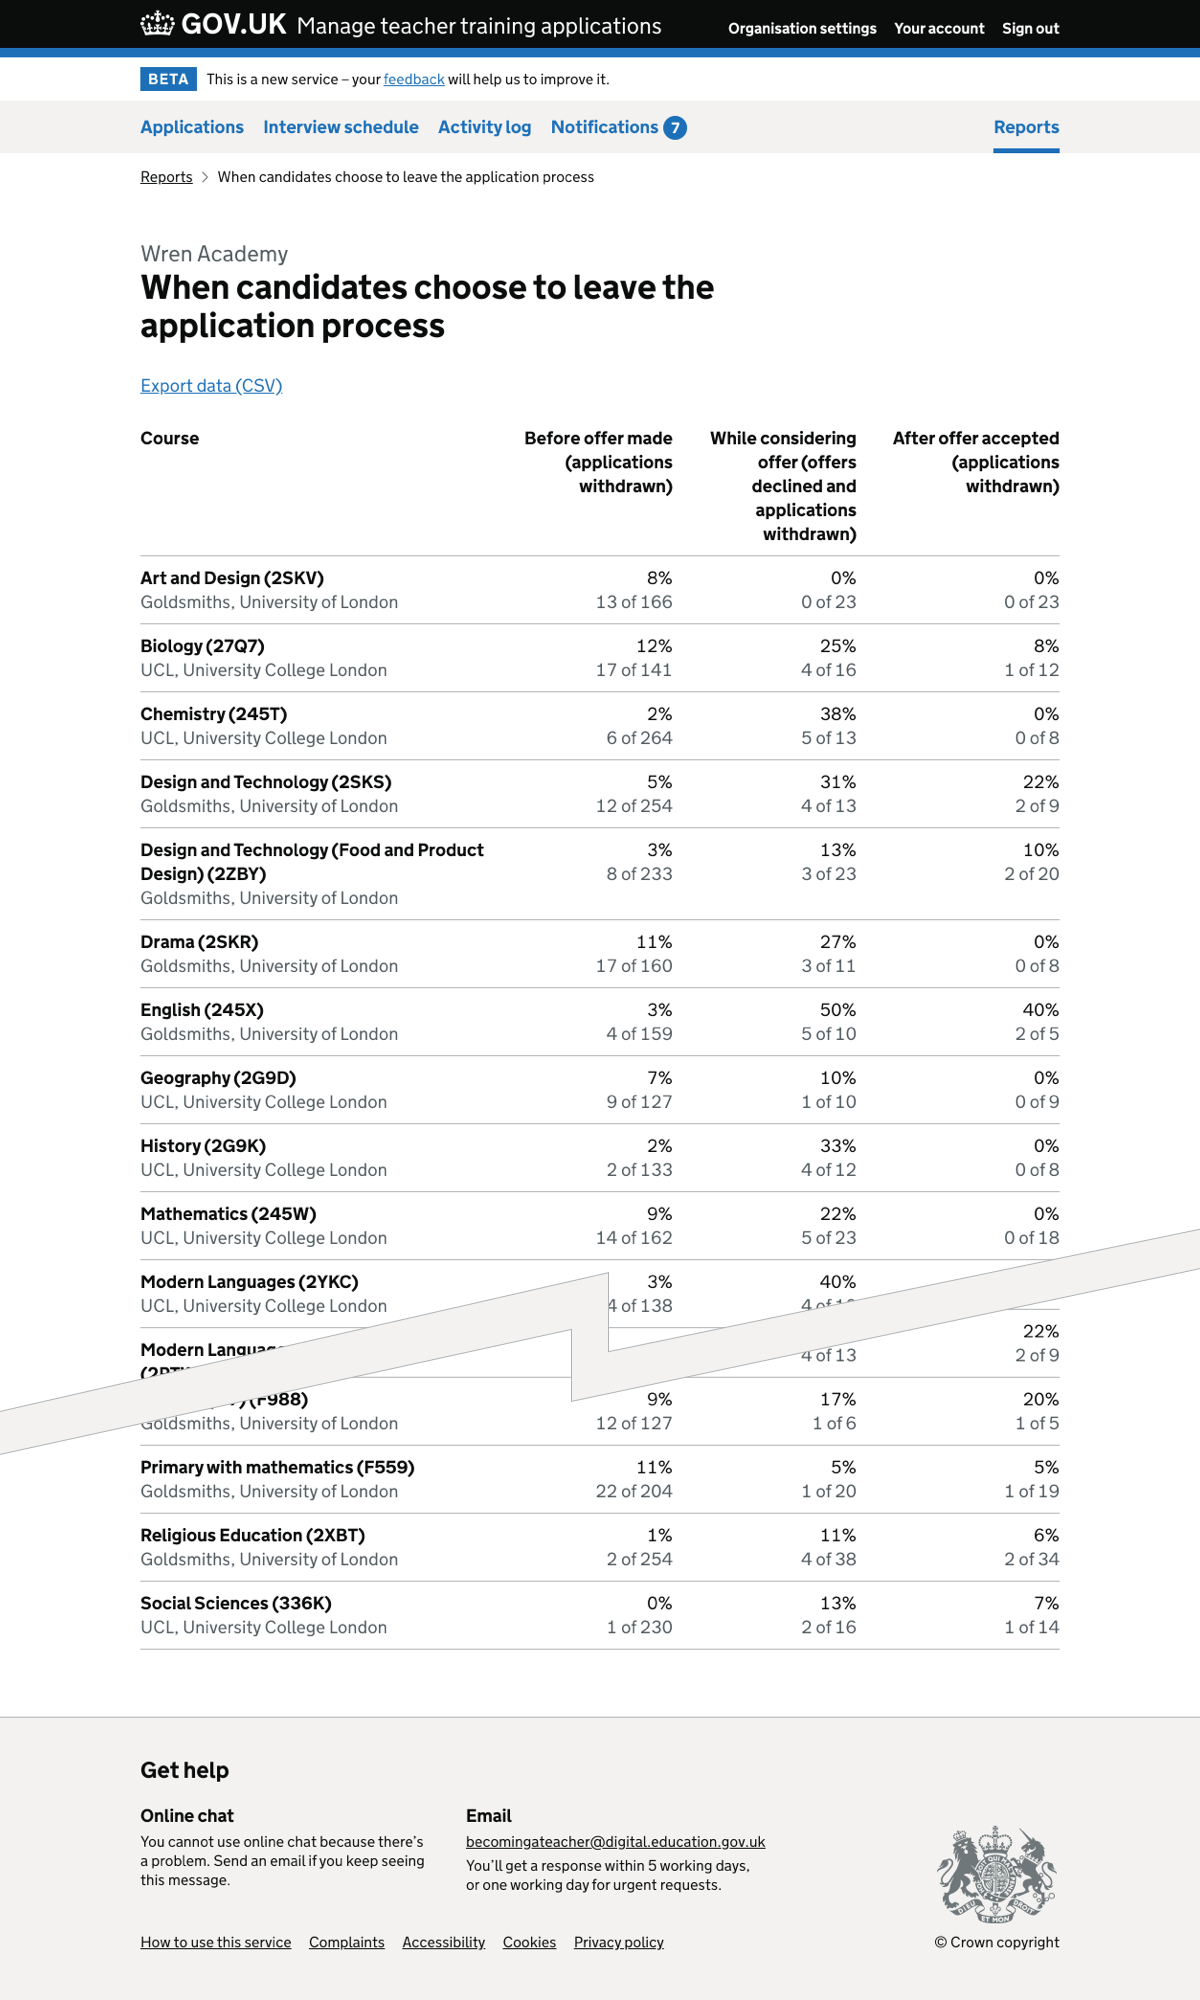 GOV.UK Manage teacher training applications Organisation settings Your account Sign out
BETA This is a new service – your feedback will help us to improve it.
Applications Interview schedule Activity log Notifications 7 Reports
Reports > When candidates choose to leave the application process
Wren Academy
When candidates choose to leave the
application process
Export data (CSV)
Course Before offer made While considering After offer accepted
(applications offer (offers (applications
withdrawn) declined and withdrawn)
applications
withdrawn)
Art and Design (2SKV) 8% 0% 0%
Goldsmiths, University of London 13 of 166 0 of 23 0 of 23
Biology (27Q7) 12% 25% 8%
UCL, University College London 17 of 141 4 of 16 1 of 12
Chemistry (245T) 2% 38% 0%
UCL, University College London 6 of 264 5 of 13 0 of 8
Design and Technology (2SKS) 5% 31% 22%
Goldsmiths, University of London 12 of 254 4 of 13 2 of 9
Design and Technology (Food and Product 3% 13% 10%
Design) (2ZBY) 8 of 233 3 of 23 2 of 20
Goldsmiths, University of London
Drama (2SKR) 11% 27% 0%
Goldsmiths, University of London 17 of 160 3 of 11 0 of 8
English (245X) 3% 50% 40%
Goldsmiths, University of London 4 of 159 5 of 10 2 of 5
Geography (2G9D) 7% 10% 0%
UCL, University College London 9 of 127 1 of 10 0 of 9
History (2G9K) 2% 33% 0%
UCL, University College London 2 of 133 4 of 12 0 of 8
Mathematics (245W) 9% 22% 0%
UCL, University College London 14 of 162 5 of 23 0 of 18
Modern Languages (2YKC) 3% 40%
UCL, University College London 4 of 138 4 of
22%
Modern 4 of 13 2 of 9
(F988) 9% 17% 20%
Goldsmiths, University of London 12 of 127 1 of 6 1 of 5
Primary with mathematics (F559) 11% 5% 5%
Goldsmiths, University of London 22 of 204 1 of 20 1 of 19
Religious Education (2XBT) 1% 11% 6%
Goldsmiths, University of London 2 of 254 4 of 38 2 of 34
Social Sciences (336K) 0% 13% 7%
UCL, University College London 1 of 230 2 of 16 1 of 14
Get help
Online chat Email
You cannot use online chat because there’s becomingateacher@digital.education.gov.uk
a problem. Send an email if you keep seeing You’ll get a response within 5 working days,
this message. or one working day for urgent requests.
How to use this service Complaints Accessibility Cookies Privacy policy © Crown copyright